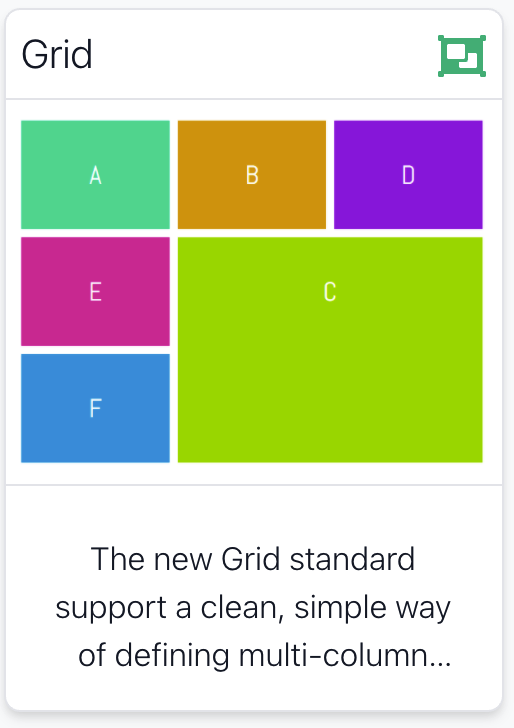 Grid
A
B
D
E
C
F
The new Grid standard
support a clean, simple way
of defining multi-column...